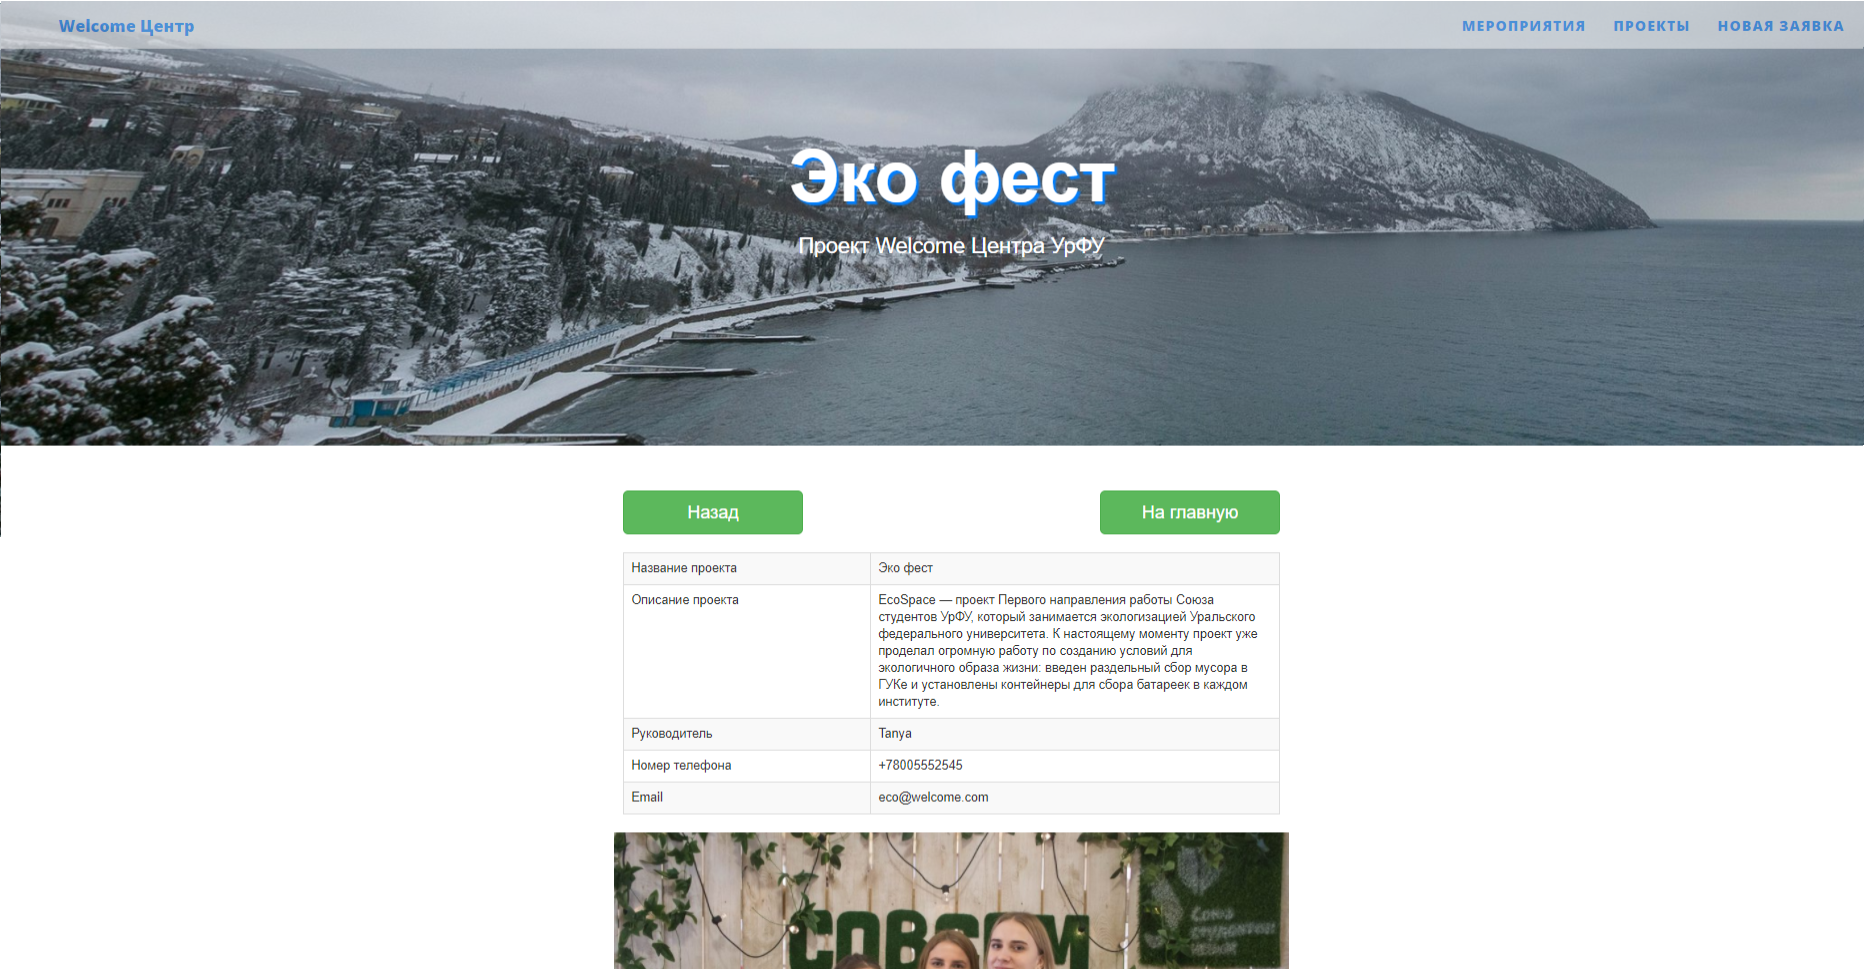 Welcome Центр
МЕРОПРИЯТИЯ ПРОЕКТЫ НОВАЯ ЗАЯВКА
Эко фест
Проект Welcome Центра УрФУ
Назад
На главную
Название проекта Эко фест
Описание проекта EcoSpace — проект Первого направления работы Союза
студентов УрФУ, который занимается экологизацией Уральского
федерального университета. К настоящему моменту проект уже
проделал огромную работу по созданию условий для
экологичного образа жизни: введен раздельный сбор мусора в
ГУКе и установлены контейнеры для сбора батареек в каждом
институте.
Руководитель Tanya
Номер телефона +78005552545
Email eco@welcome.com
СОВСЕМ
Союз
студентов